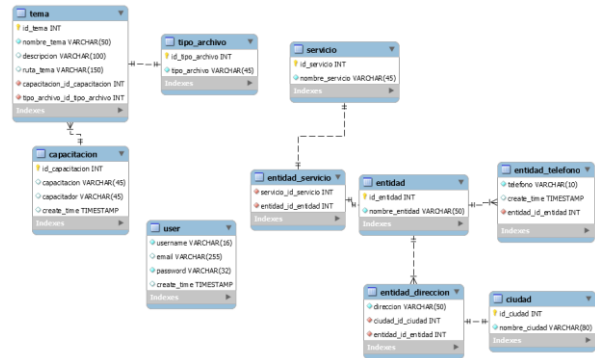 tema
id_tema INT
nombre_tema VARCHAR(50)
descripcion VARCHAR(100)
ruta_tema VARCHAR(150)
capacitacion_id_capacitacion INT
tipo_archivo_id_tipo_archivo INT
Indexes
tipo_archivo
id_tipo_archivo INT
tipo_archivo VARCHAR(45)
Indexes
servicio
id_servicio INT
nombre_servicio VARCHAR(45)
Indexes
capacitacion
id_capacitacion INT
capacitacion VARCHAR(45)
capacitador VARCHAR(45)
create_time TIMESTAMP
Indexes
entidad_servicio
servicio_id_servicio INT
entidad_id_entidad INT
Indexes
entidad
id_entidad INT
nombre_entidad VARCHAR(50)
Indexes
entidad_telefono
telefono VARCHAR(10)
create_time TIMESTAMP
entidad_id_entidad INT
Indexes
user
username VARCHAR(16)
email VARCHAR(255)
password VARCHAR(32)
create_time TIMESTAMP
Indexes
entidad_direccion
direccion VARCHAR(50)
ciudad_id_ciudad INT
entidad_id_entidad INT
Indexes
ciudad
id_ciudad INT
nombre_ciudad VARCHAR(80)
Indexes